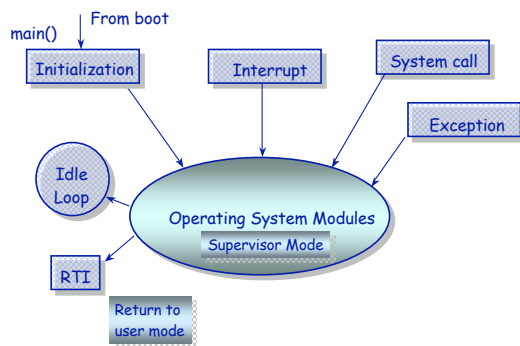 From boot
main()
Initialization
Interrupt
System call
Exception
Idle
Loop
Operating System Modules
Supervisor Mode
RTI
Return to
user mode